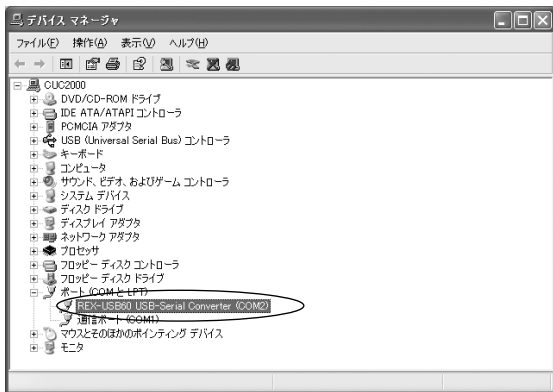 デバイス マネージャ
ファイル(F) 操作(A) 表示(V) ヘルプ(H)
CUC2000
DVD/CD-ROM ドライブ
IDE ATA/ATAPI コントローラ
PCMCIA アダプタ
USB (Universal Serial Bus) コントローラ
キーボード
コンピュータ
サウンド、ビデオ、およびゲーム コントローラ
システム デバイス
ディスク ドライブ
ディスプレイ アダプタ
ネットワーク アダプタ
プロセッサ
フロッピー ディスク コントローラ
フロッピー ディスク ドライブ
ポート (COM と LPT)
REX-USB60 USB-Serial Converter (COM2)
通信ポート (COM1)
マウスとそのほかのポインティング デバイス
モニタ